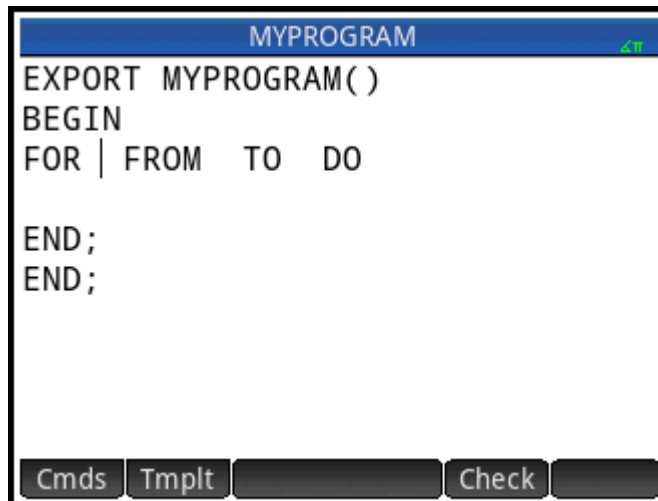 MYPROGRAM
∡π
EXPORT MYPROGRAM()
BEGIN
FOR FROM TO DO
END;
END;
Cmds Tmplt Check